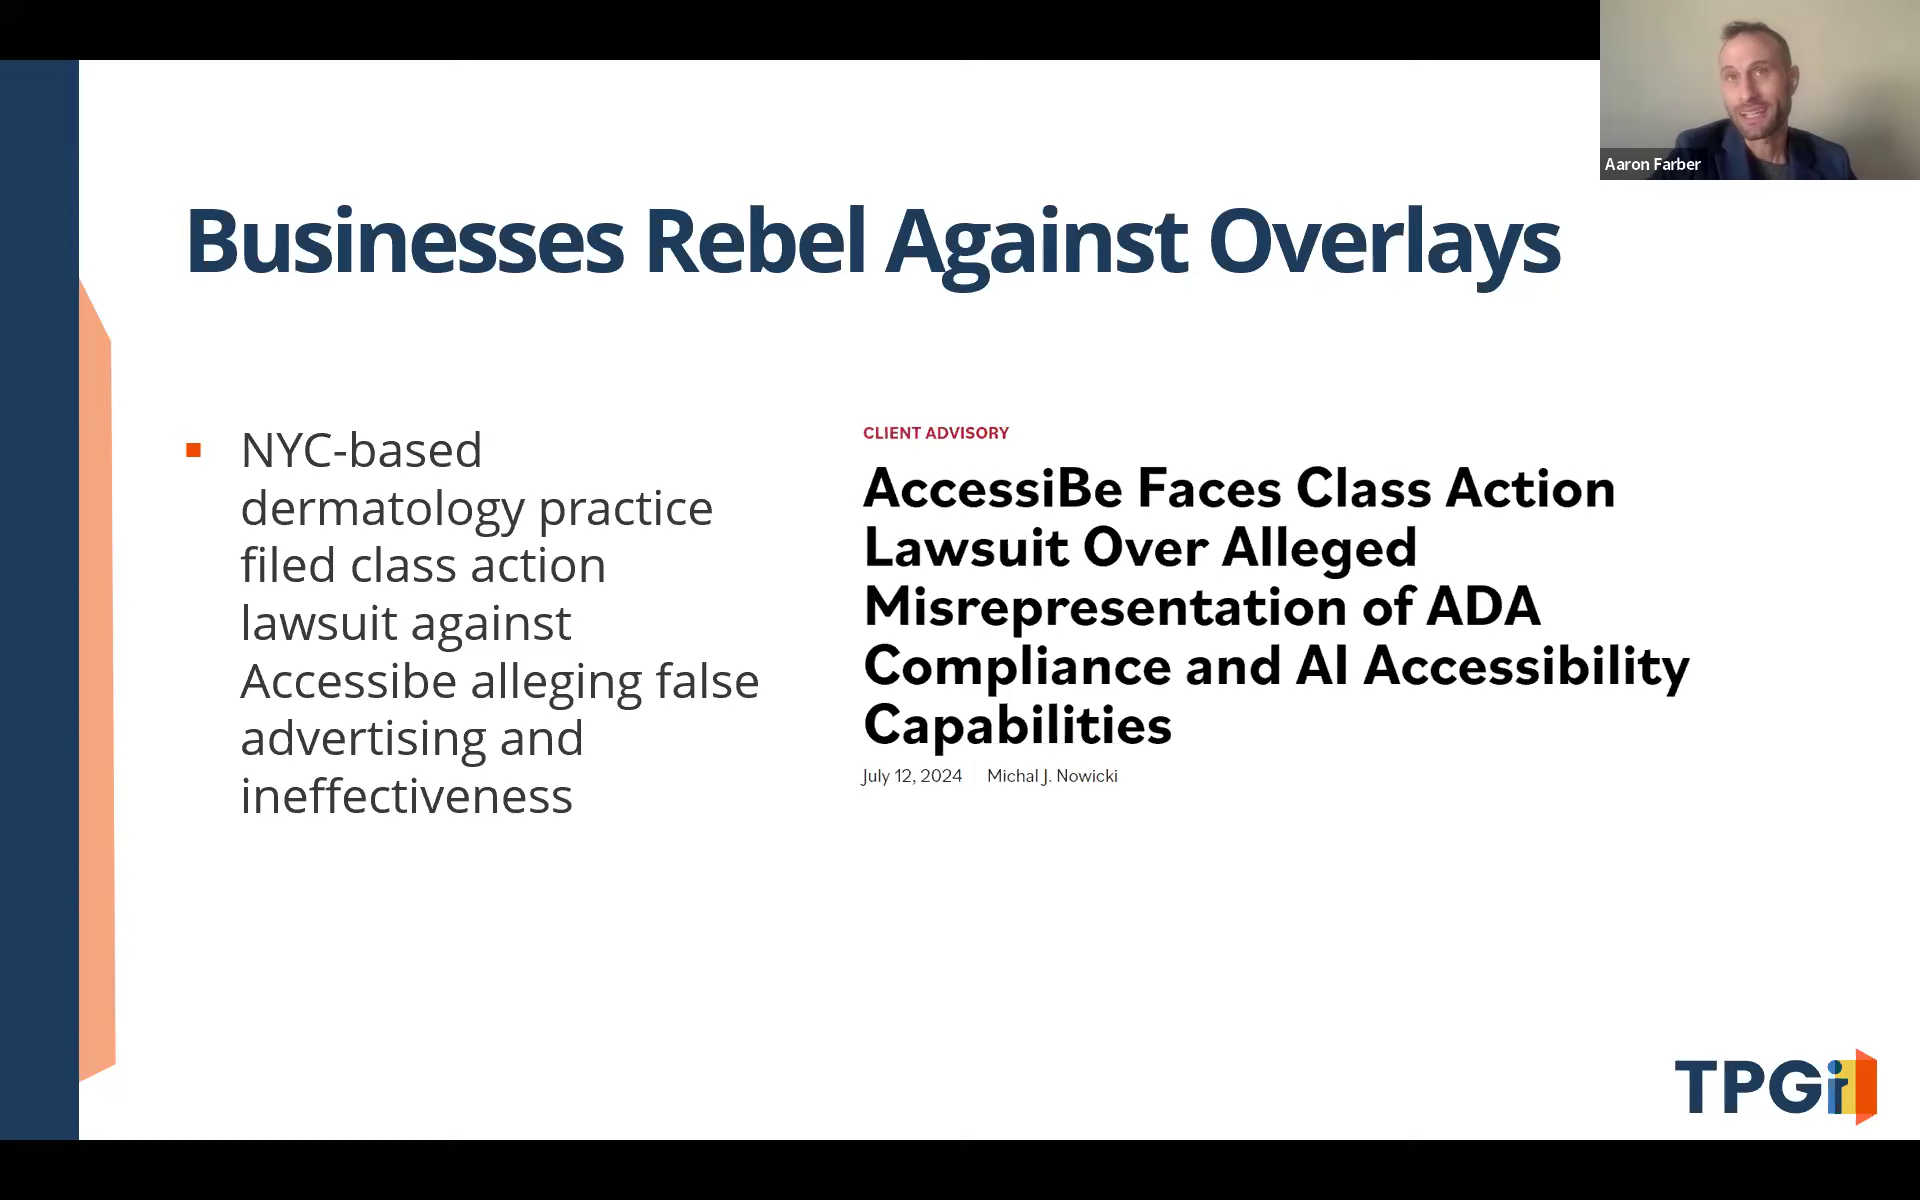 Aaron Farber
Businesses Rebel Against Overlays
NYC-based
dermatology practice
filed class action
lawsuit against
Accessibe alleging false
advertising and
ineffectiveness
CLIENT ADVISORY
AccessiBe Faces Class Action
Lawsuit Over Alleged
Misrepresentation of ADA
Compliance and AI Accessibility
Capabilities
July 12, 2024 Michal J. Nowicki
TPGi